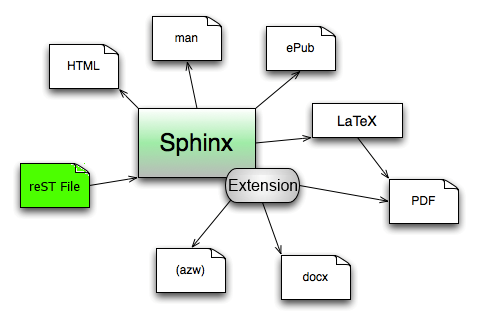 man
ePub
HTML
LaTeX
Sphinx
reST File
Extension
PDF
(azw)
docx